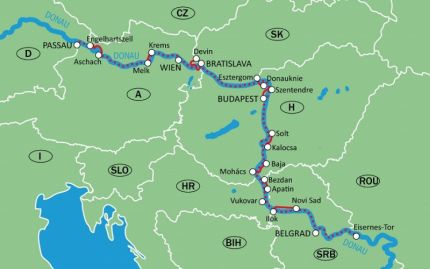 CZ
DONAU
Engelhartszell
PASSAU
D
Krems
DONAU
Devin
SK
Aschach
Melk
WIEN
BRATISLAVA
Esztergom
Donauknie
Szentendre
A
BUDAPEST
H
Solt
Kalocsa
I
SLO
Baja
Mohács
HR
Bezdan
ROU
Apatin
Vukovar
Novi Sad
Ilok
BELGRAD
Eisernes-Tor
BIH
DONAU
SRB